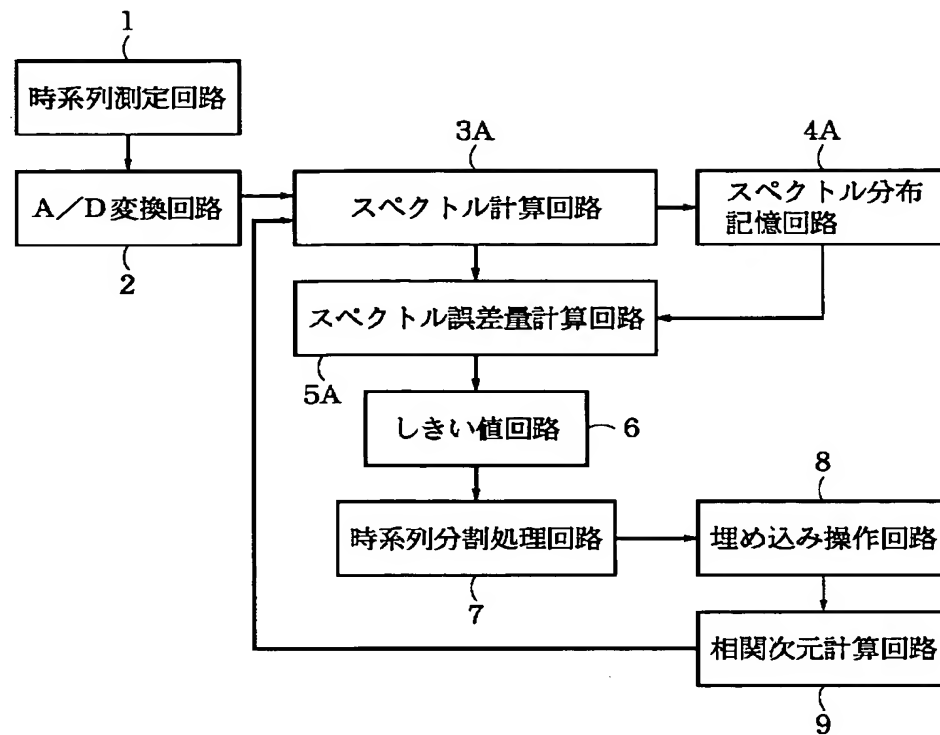 1
時系列測定回路
A/D変換回路
2
3A
スペクトル計算回路
4A
スペクトル分布
記憶回路
スペクトル誤差量計算回路
5A
しきい値回路
6
時系列分割処理回路
7
8
埋め込み操作回路
相関次元計算回路
9